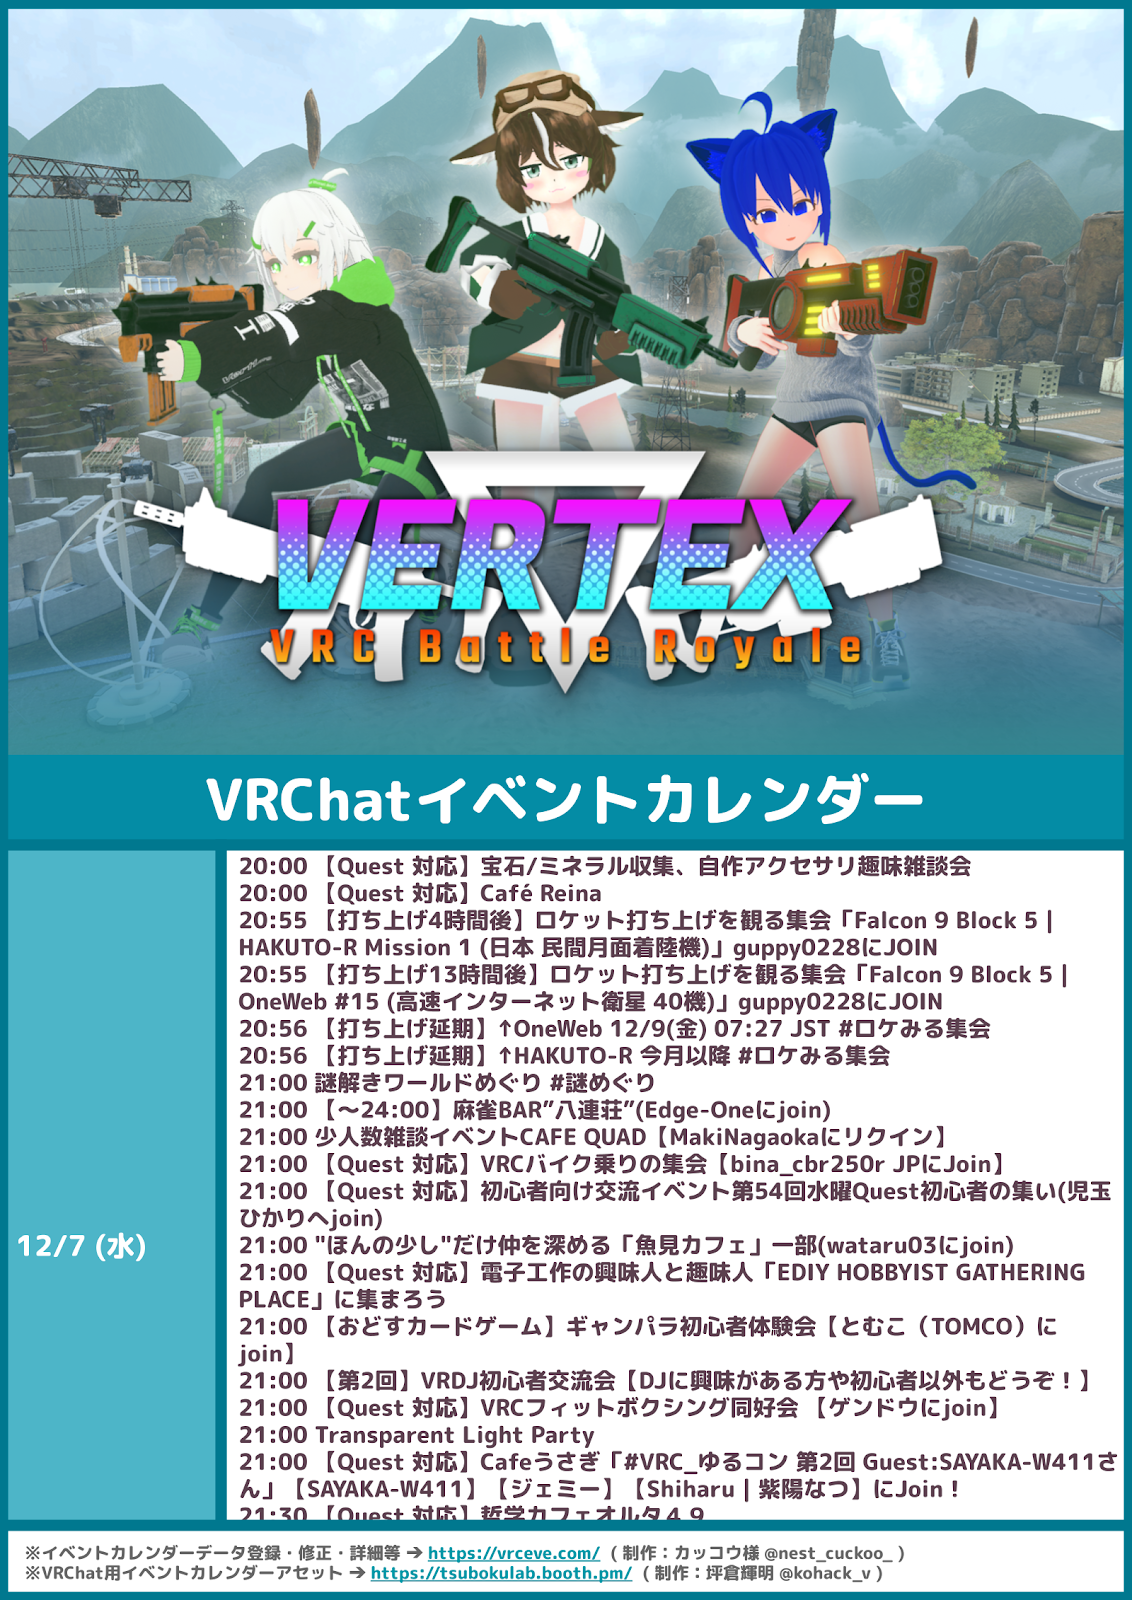 VERTEX
VRC Battle Royale
VRChatイベントカレンダー
12/7 (水)
20:00 【Quest 対応】宝石/ミネラル収集、自作アクセサリ趣味雑談会
20:00 【Quest 対応】Café Reina
20:55 【打ち上げ4時間後】ロケット打ち上げを観る集会「Falcon 9 Block 5 |
HAKUTO-R Mission 1 (日本 民間月面着陸機)」guppy0228にJOIN
20:55 【打ち上げ13時間後】ロケット打ち上げを観る集会「Falcon 9 Block 5 |
OneWeb #15 (高速インターネット衛星 40機)」guppy0228にJOIN
20:56 【打ち上げ延期】↑OneWeb 12/9(金) 07:27 JST #ロケみる集会
20:56 【打ち上げ延期】↑HAKUTO-R 今月以降 #ロケみる集会
21:00 謎解きワールドめぐり #謎めぐり
21:00 【～24:00】麻雀BAR”八連荘”(Edge-Oneにjoin)
21:00 少人数雑談イベントCAFE QUAD【MakiNagaokaにリクイン】
21:00 【Quest 対応】VRCバイク乗りの集会【bina_cbr250r JPにJoin】
21:00 【Quest 対応】初心者向け交流イベント第54回水曜Quest初心者の集い(児玉
ひかりへjoin)
21:00 "ほんの少し"だけ仲を深める「魚見カフェ」一部(wataru03にjoin)
21:00 【Quest 対応】電子工作の興味人と趣味人「EDIY HOBBYIST GATHERING
PLACE」に集まろう
21:00 【おどすカードゲーム】ギャンパラ初心者体験会【とむこ（TOMCO）に
join】
21:00 【第2回】VRDJ初心者交流会【DJに興味がある方や初心者以外もどうぞ！】
21:00 【Quest 対応】VRCフィットボクシング同好会 【ゲンドウにjoin】
21:00 Transparent Light Party
21:00 【Quest 対応】Cafeうさぎ「#VRC_ゆるコン 第2回 Guest:SAYAKA-W411さ
ん」【SAYAKA-W411】【ジェミー】【Shiharu | 紫陽なつ】にJoin！
21:30 【Quest 対応】哲学カフェオルタ４９
※イベントカレンダーデータ登録・修正・詳細等 ➔ https://vrceve.com/ （制作：カッコウ様 @nest_cuckoo_ ）
※VRChat用イベントカレンダーアセット ➔ https://tsubokulab.booth.pm/ （制作：坪倉輝明 @kohack_v ）